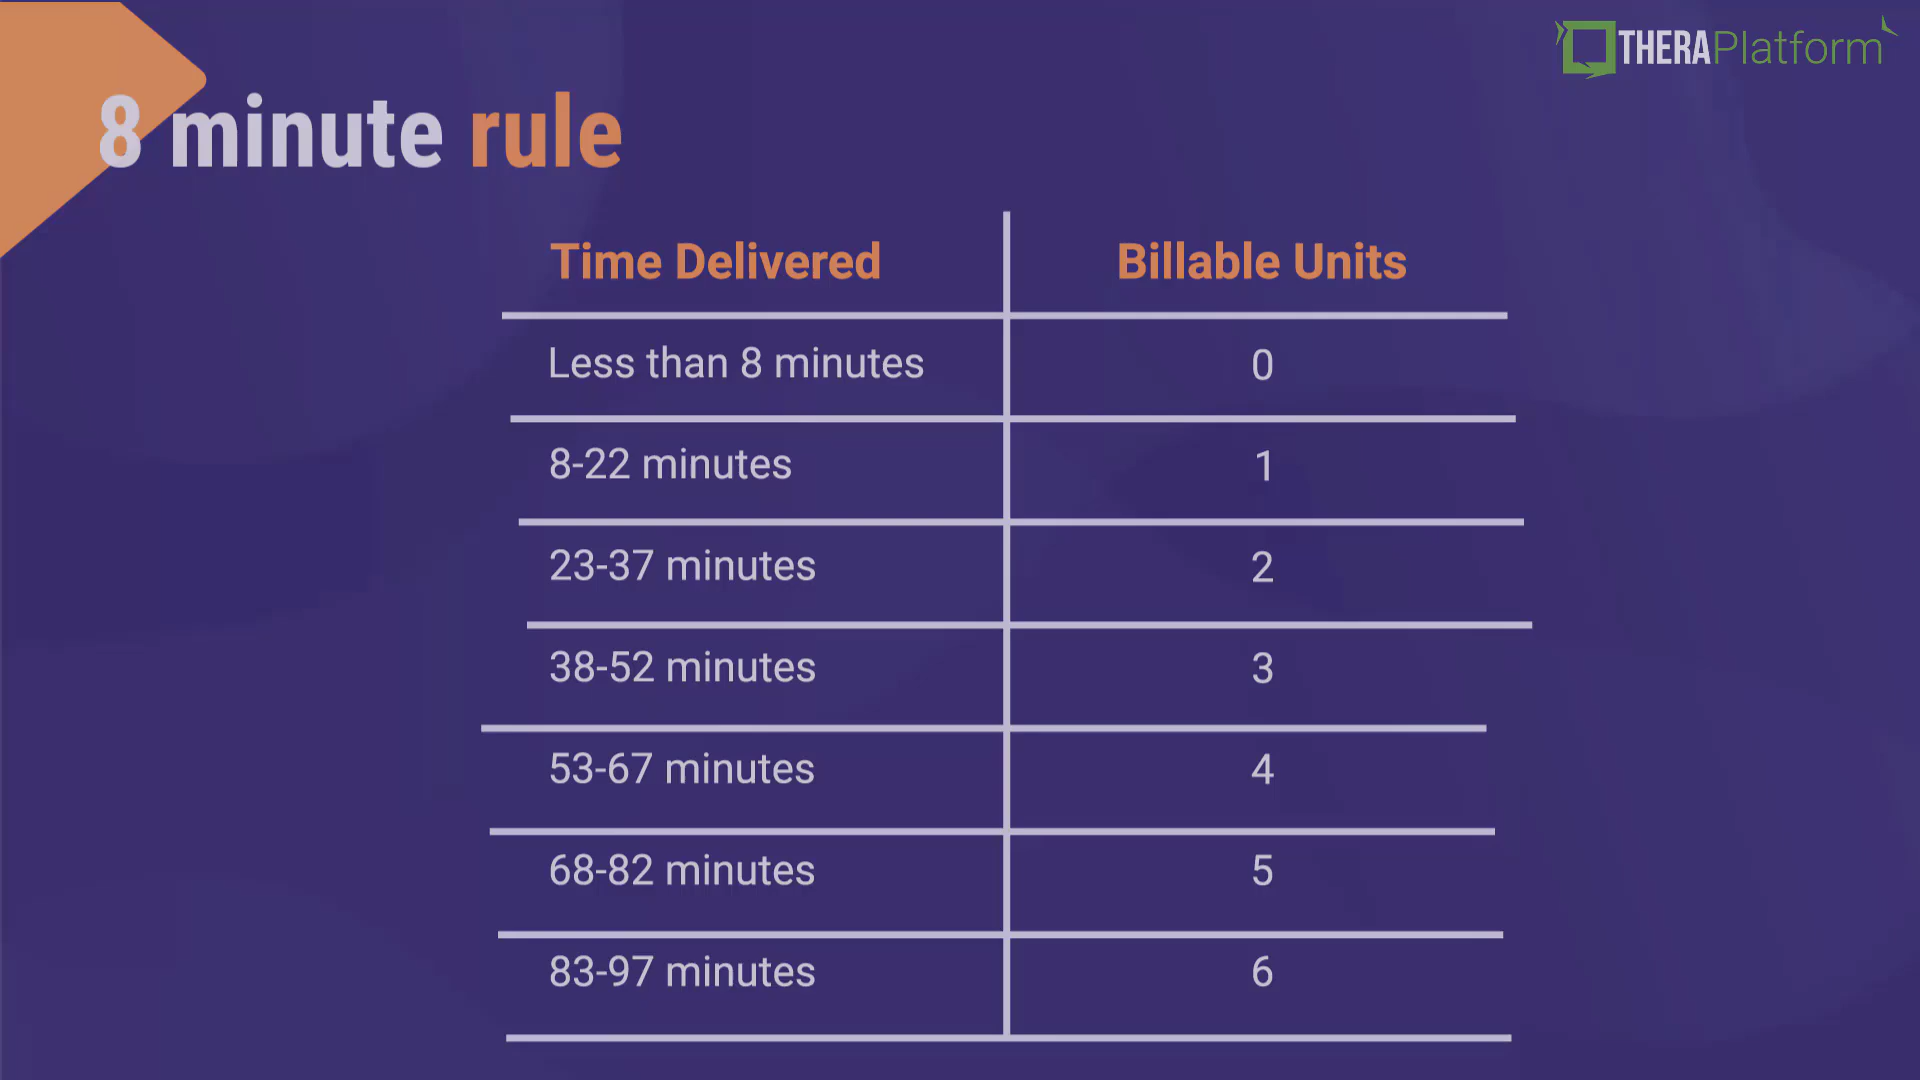 THERAPlatform
8 minute rule
Time Delivered Billable Units
Less than 8 minutes 0
8-22 minutes 1
23-37 minutes 2
38-52 minutes 3
53-67 minutes 4
68-82 minutes 5
83-97 minutes 6